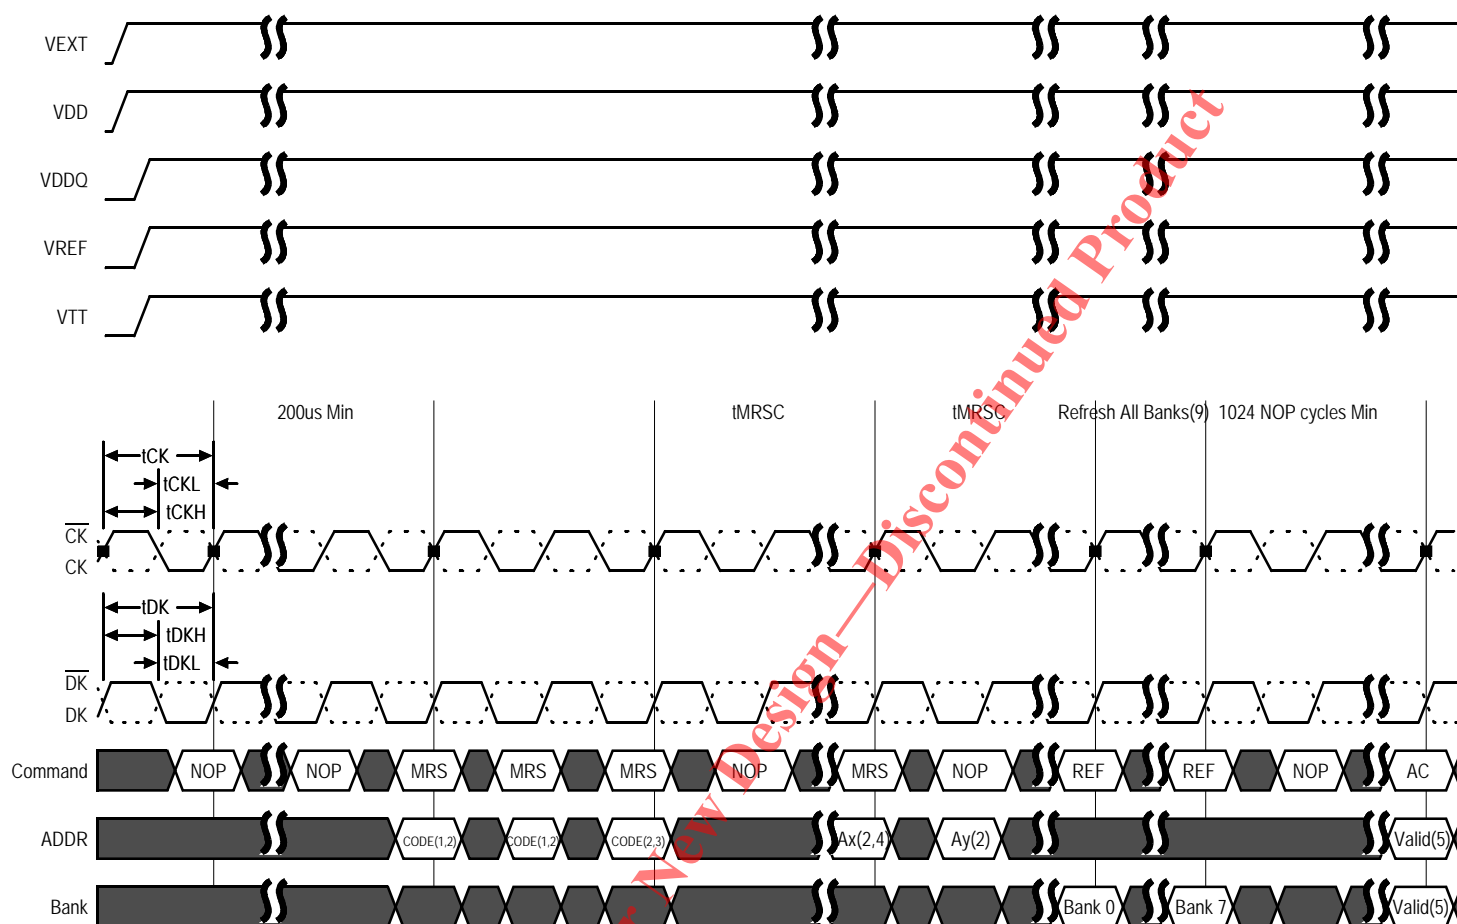 VEXT
VDD
VDDQ
VREF
VTT
200us Min
tMRSC
tMRSC
Refresh All Banks(9)
1024 NOP cycles Min
tCK
tCKL
tCKH
CK
CK
tDK
tDKH
tDKL
DK
DK
Command NOP NOP MRS MRS MRS NOP MRS NOP REF REF NOP AC
ADDR CODE(1,2) CODE(1,2) CODE(2,3) Ax(2,4) Ay(2) Valid(5)
Bank Bank 0 Bank 7 Valid(5)
New Design—Discontinued Product